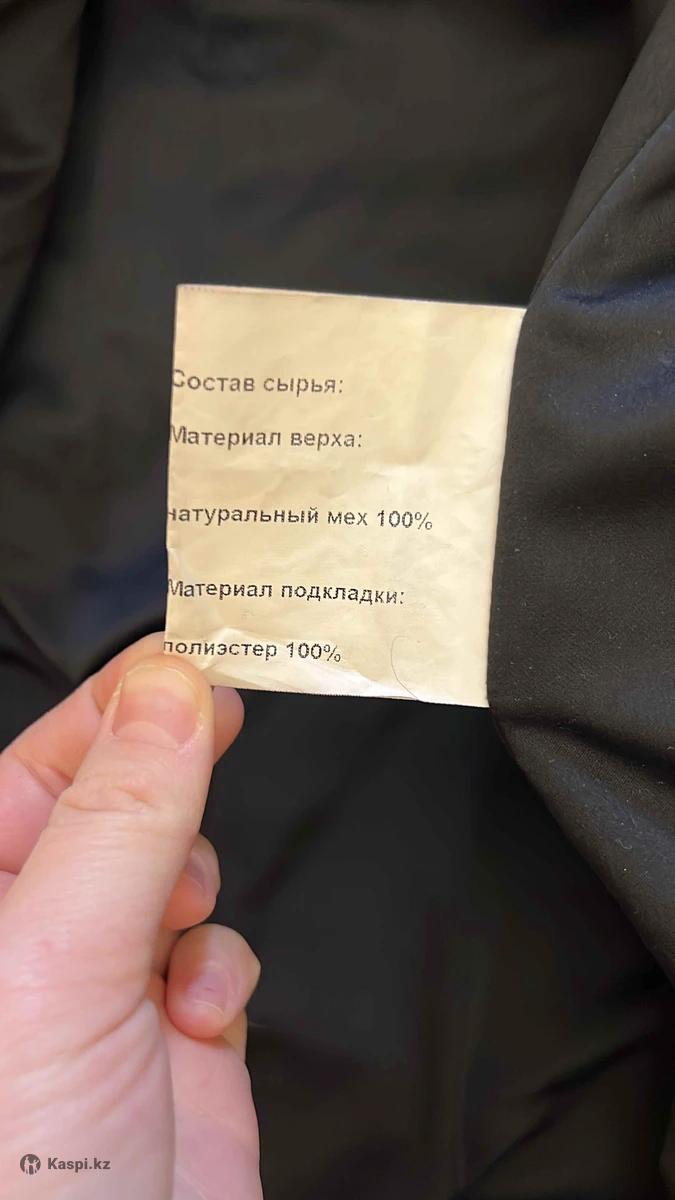 Состав сырья:
Материал верха:
натуральный мех 100%
Материал подкладки:
полиэстер 100%
Kaspi.kz